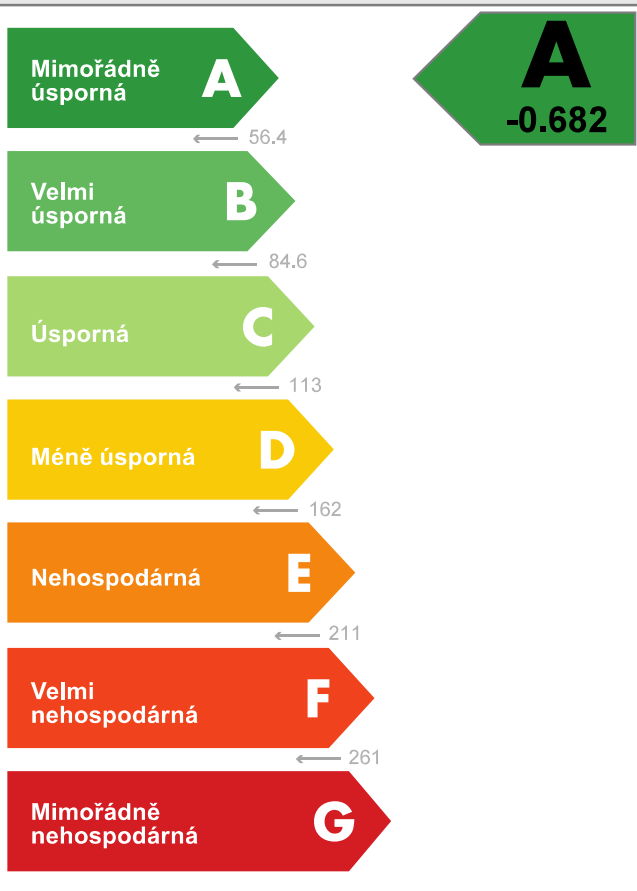 Mimořádně
úsporná
A
A
-0.682
← 56.4
Velmi
úsporná
B
← 84.6
Úsporná
C
← 113
Méně úsporná
D
← 162
Nehospodárná
E
← 211
Velmi
nehospodárná
F
← 261
Mimořádně
nehospodárná
G